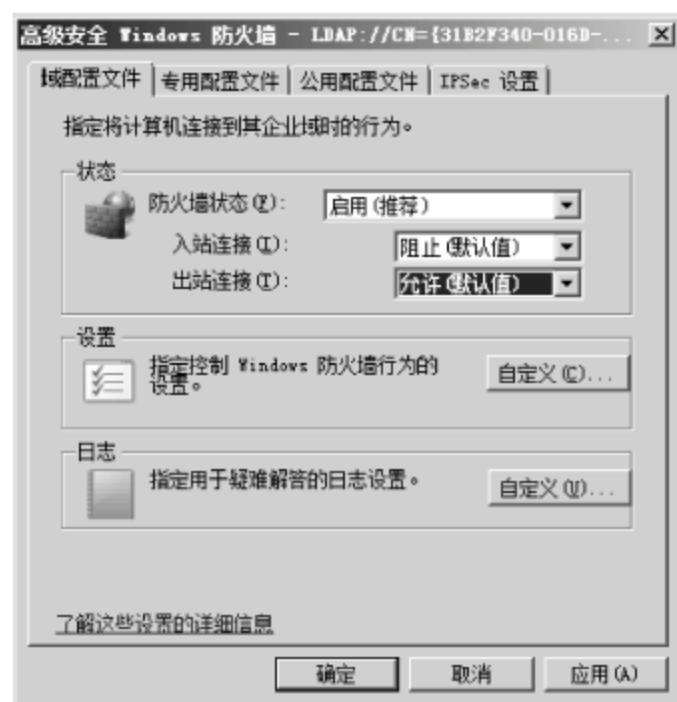 高级安全 Windows 防火墙 - LDAP://CN={31B2F340-016D-...
域配置文件 专用配置文件 公用配置文件 IPSec 设置
指定将计算机连接到其企业域时的行为。
状态
防火墙状态(F): 启用(推荐)
入站连接(I): 阻止(默认值)
出站连接(T): 允许(默认值)
设置
指定控制 Windows 防火墙行为的
设置。
自定义(C)...
日志
指定用于疑难解答的日志设置。
自定义(U)...
了解这些设置的详细信息
确定 取消 应用(A)